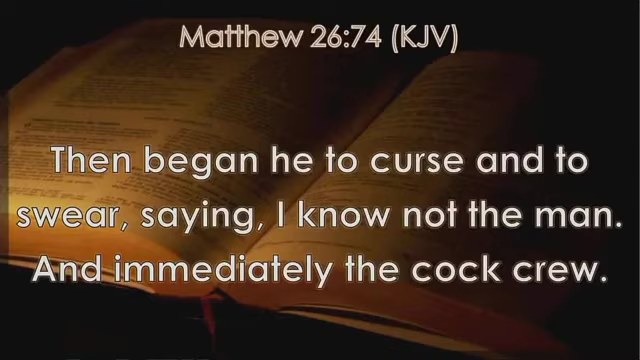 Matthew 26:74 (KJV)
Then began he to curse and to
swear, saying, I know not the man.
And immediately the cock crew.